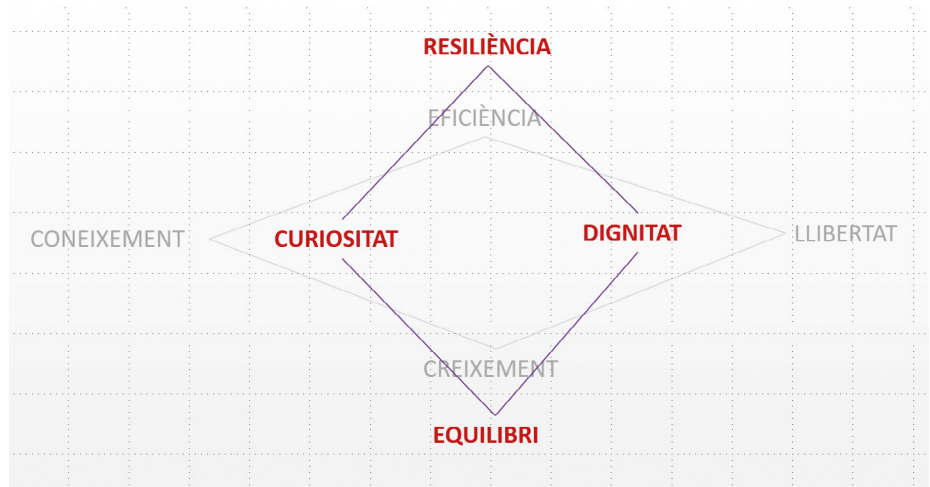 RESILIÈNCIA
EFICIÈNCIA
CONEIXEMENT
CURIOSITAT
DIGNITAT
LLIBERTAT
CREIXEMENT
EQUILIBRI